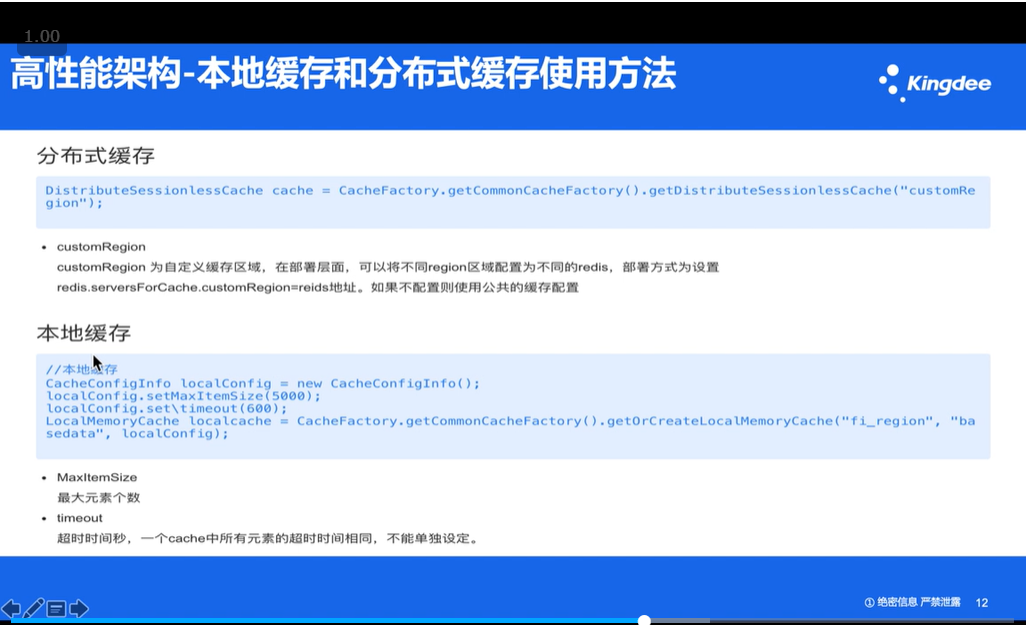 1.00
高性能架构-本地缓存和分布式缓存使用方法
Kingdee
分布式缓存
DistributeSessionlessCache cache = CacheFactory.getCommonCacheFactory().getDistributeSessionlessCache("customRe
gion");
• customRegion
customRegion 为自定义缓存区域，在部署层面，可以将不同region区域配置为不同的redis，部署方式为设置
redis.serversForCache.customRegion=reids地址。如果不配置则使用公共的缓存配置
本地缓存
//本地缓存
CacheConfigInfo localConfig = new CacheConfigInfo();
localConfig.setMaxItemSize(5000);
localConfig.set\timeout(600);
LocalMemoryCache localcache = CacheFactory.getCommonCacheFactory().getOrCreateLocalMemoryCache("fi_region", "ba
sedata", localConfig);
• MaxItemSize
最大元素个数
• timeout
超时时间秒，一个cache中所有元素的超时时间相同，不能单独设定。
① 绝密信息 严禁泄露 12